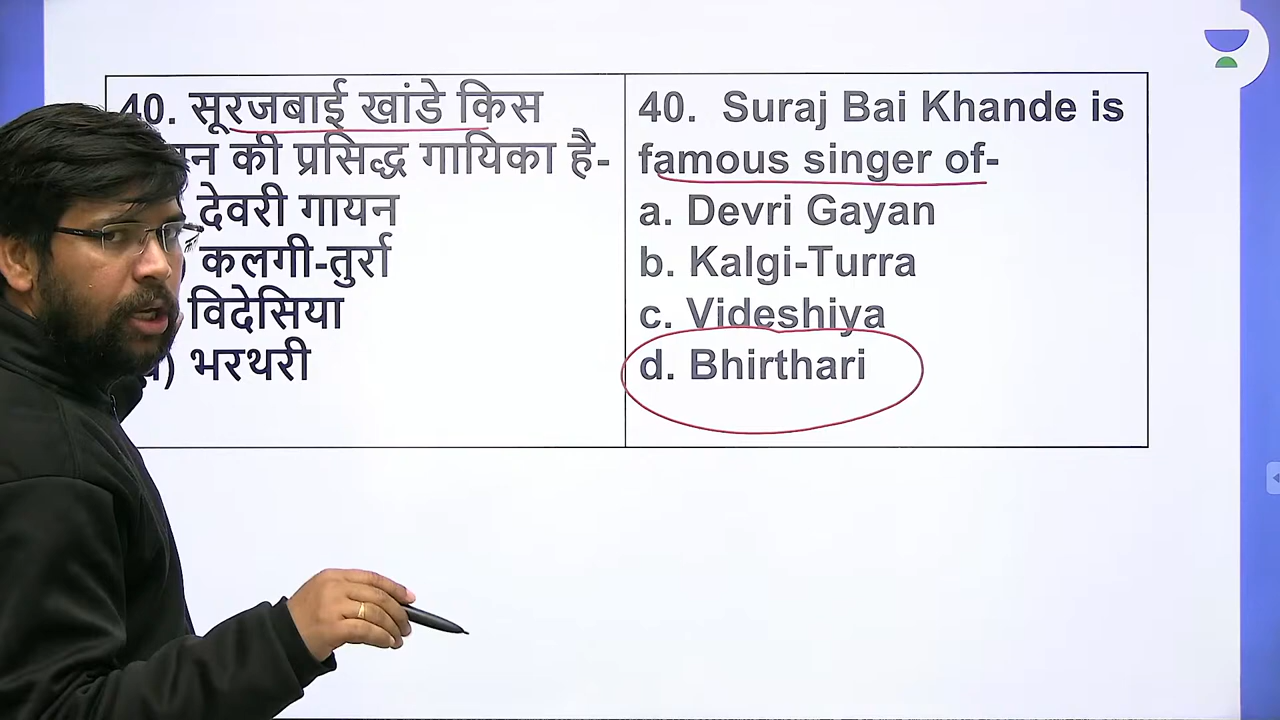 40. सूरजबाई खांडे किस
की प्रसिद्ध गायिका है-
देवरी गायन
कलगी-तुर्रा
विदेसिया
भरथरी
40. Suraj Bai Khande is
famous singer of-
a. Devri Gayan
b. Kalgi-Turra
c. Videshiya
d. Bhirthari